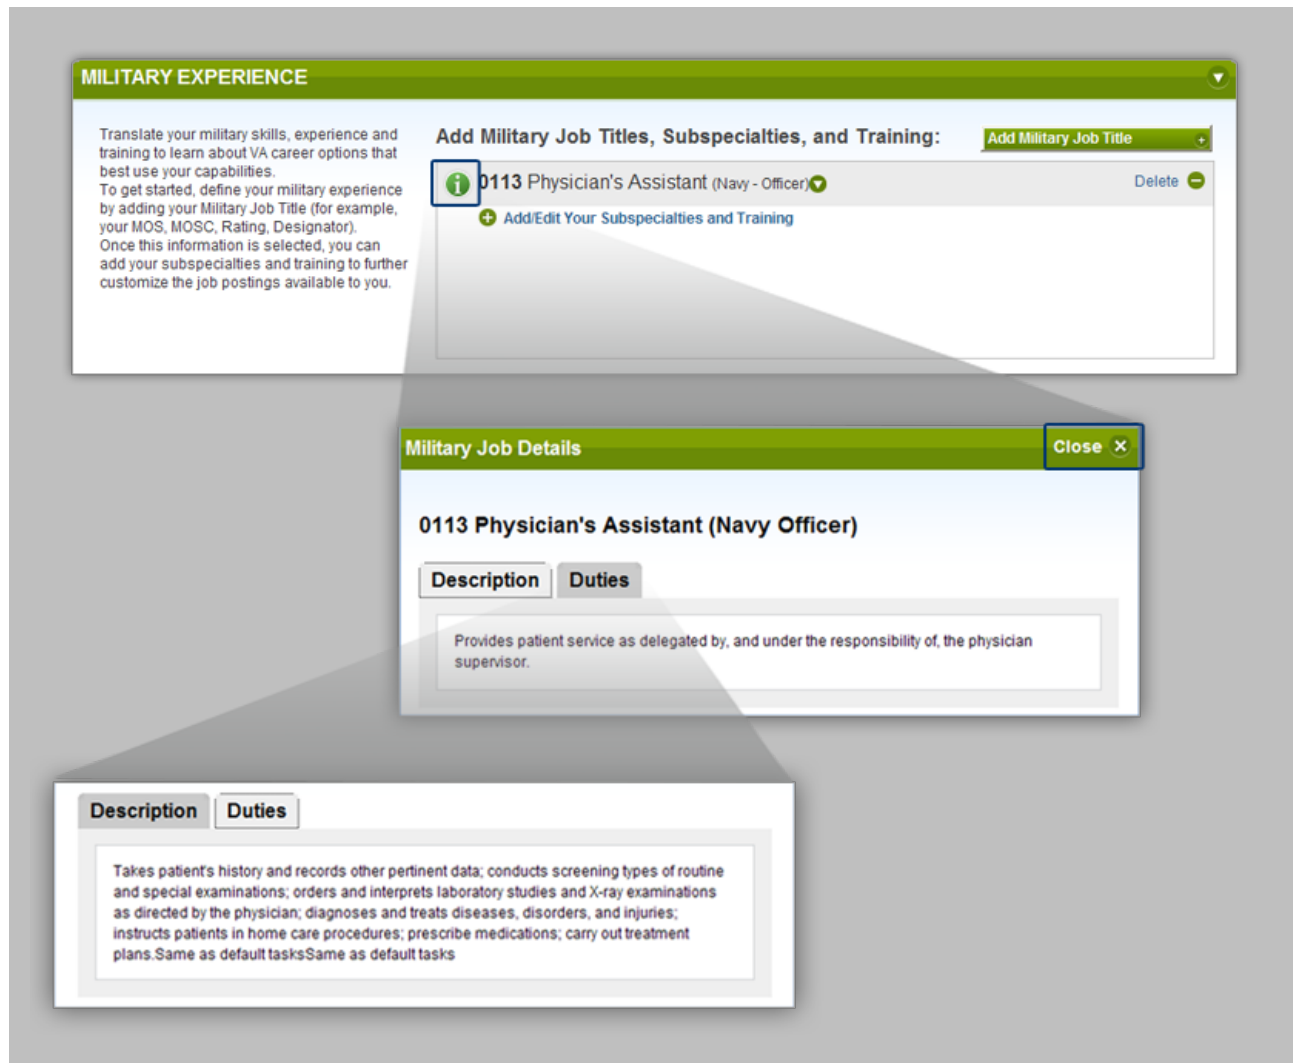 MILITARY EXPERIENCE
Translate your military skills, experience and
training to learn about VA career options that
best use your capabilities.
To get started, define your military experience
by adding your Military Job Title (for example,
your MOS, MOSC, Rating, Designator).
Once this information is selected, you can
add your subspecialties and training to further
customize the job postings available to you.
Add Military Job Titles, Subspecialties, and Training:
Add Military Job Title
0113 Physician's Assistant (Navy - Officer)
Delete
Add/Edit Your Subspecialties and Training
Military Job Details
Close
0113 Physician's Assistant (Navy Officer)
Description Duties
Provides patient service as delegated by, and under the responsibility of, the physician
supervisor.
Description Duties
Takes patient's history and records other pertinent data; conducts screening types of routine
and special examinations; orders and interprets laboratory studies and X-ray examinations
as directed by the physician; diagnoses and treats diseases, disorders, and injuries;
instructs patients in home care procedures; prescribe medications; carry out treatment
plans.Same as default tasksSame as default tasks